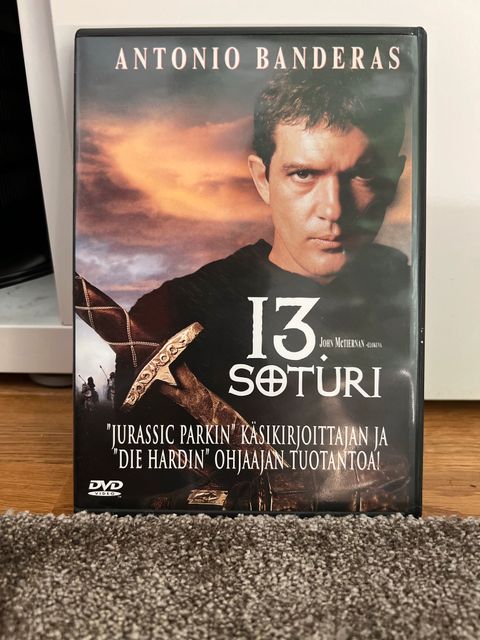 ANTONIO BANDERAS
13.
JOHN MCTIERNAN -ELOKUVA
SOTURI
"JURASSIC PARKIN" KÄSIKIRJOITTAJAN JA
"DIE HARDIN" OHJAAJAN TUOTANTOA!
DVD
VIDEO